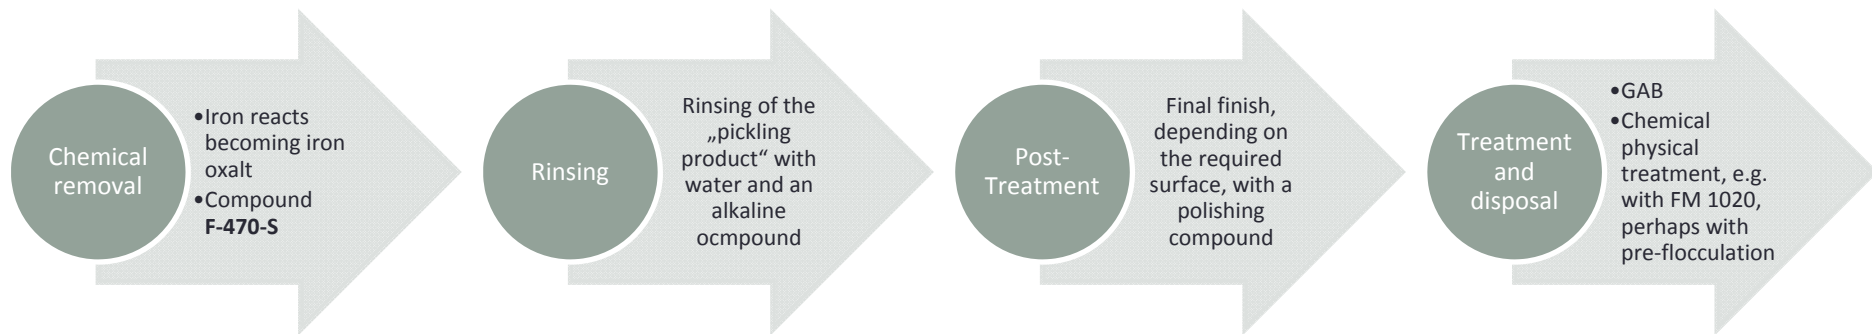 Chemical
removal
•Iron reacts
becoming iron
oxalt
•Compound
F-470-S
Rinsing
Rinsing of the
„pickling
product“ with
water and an
alkaline
ocmpound
Post-
Treatment
Final finish,
depending on
the required
surface, with a
polishing
compound
Treatment
and
disposal
•GAB
•Chemical
physical
treatment, e.g.
with FM 1020,
perhaps with
pre-flocculation